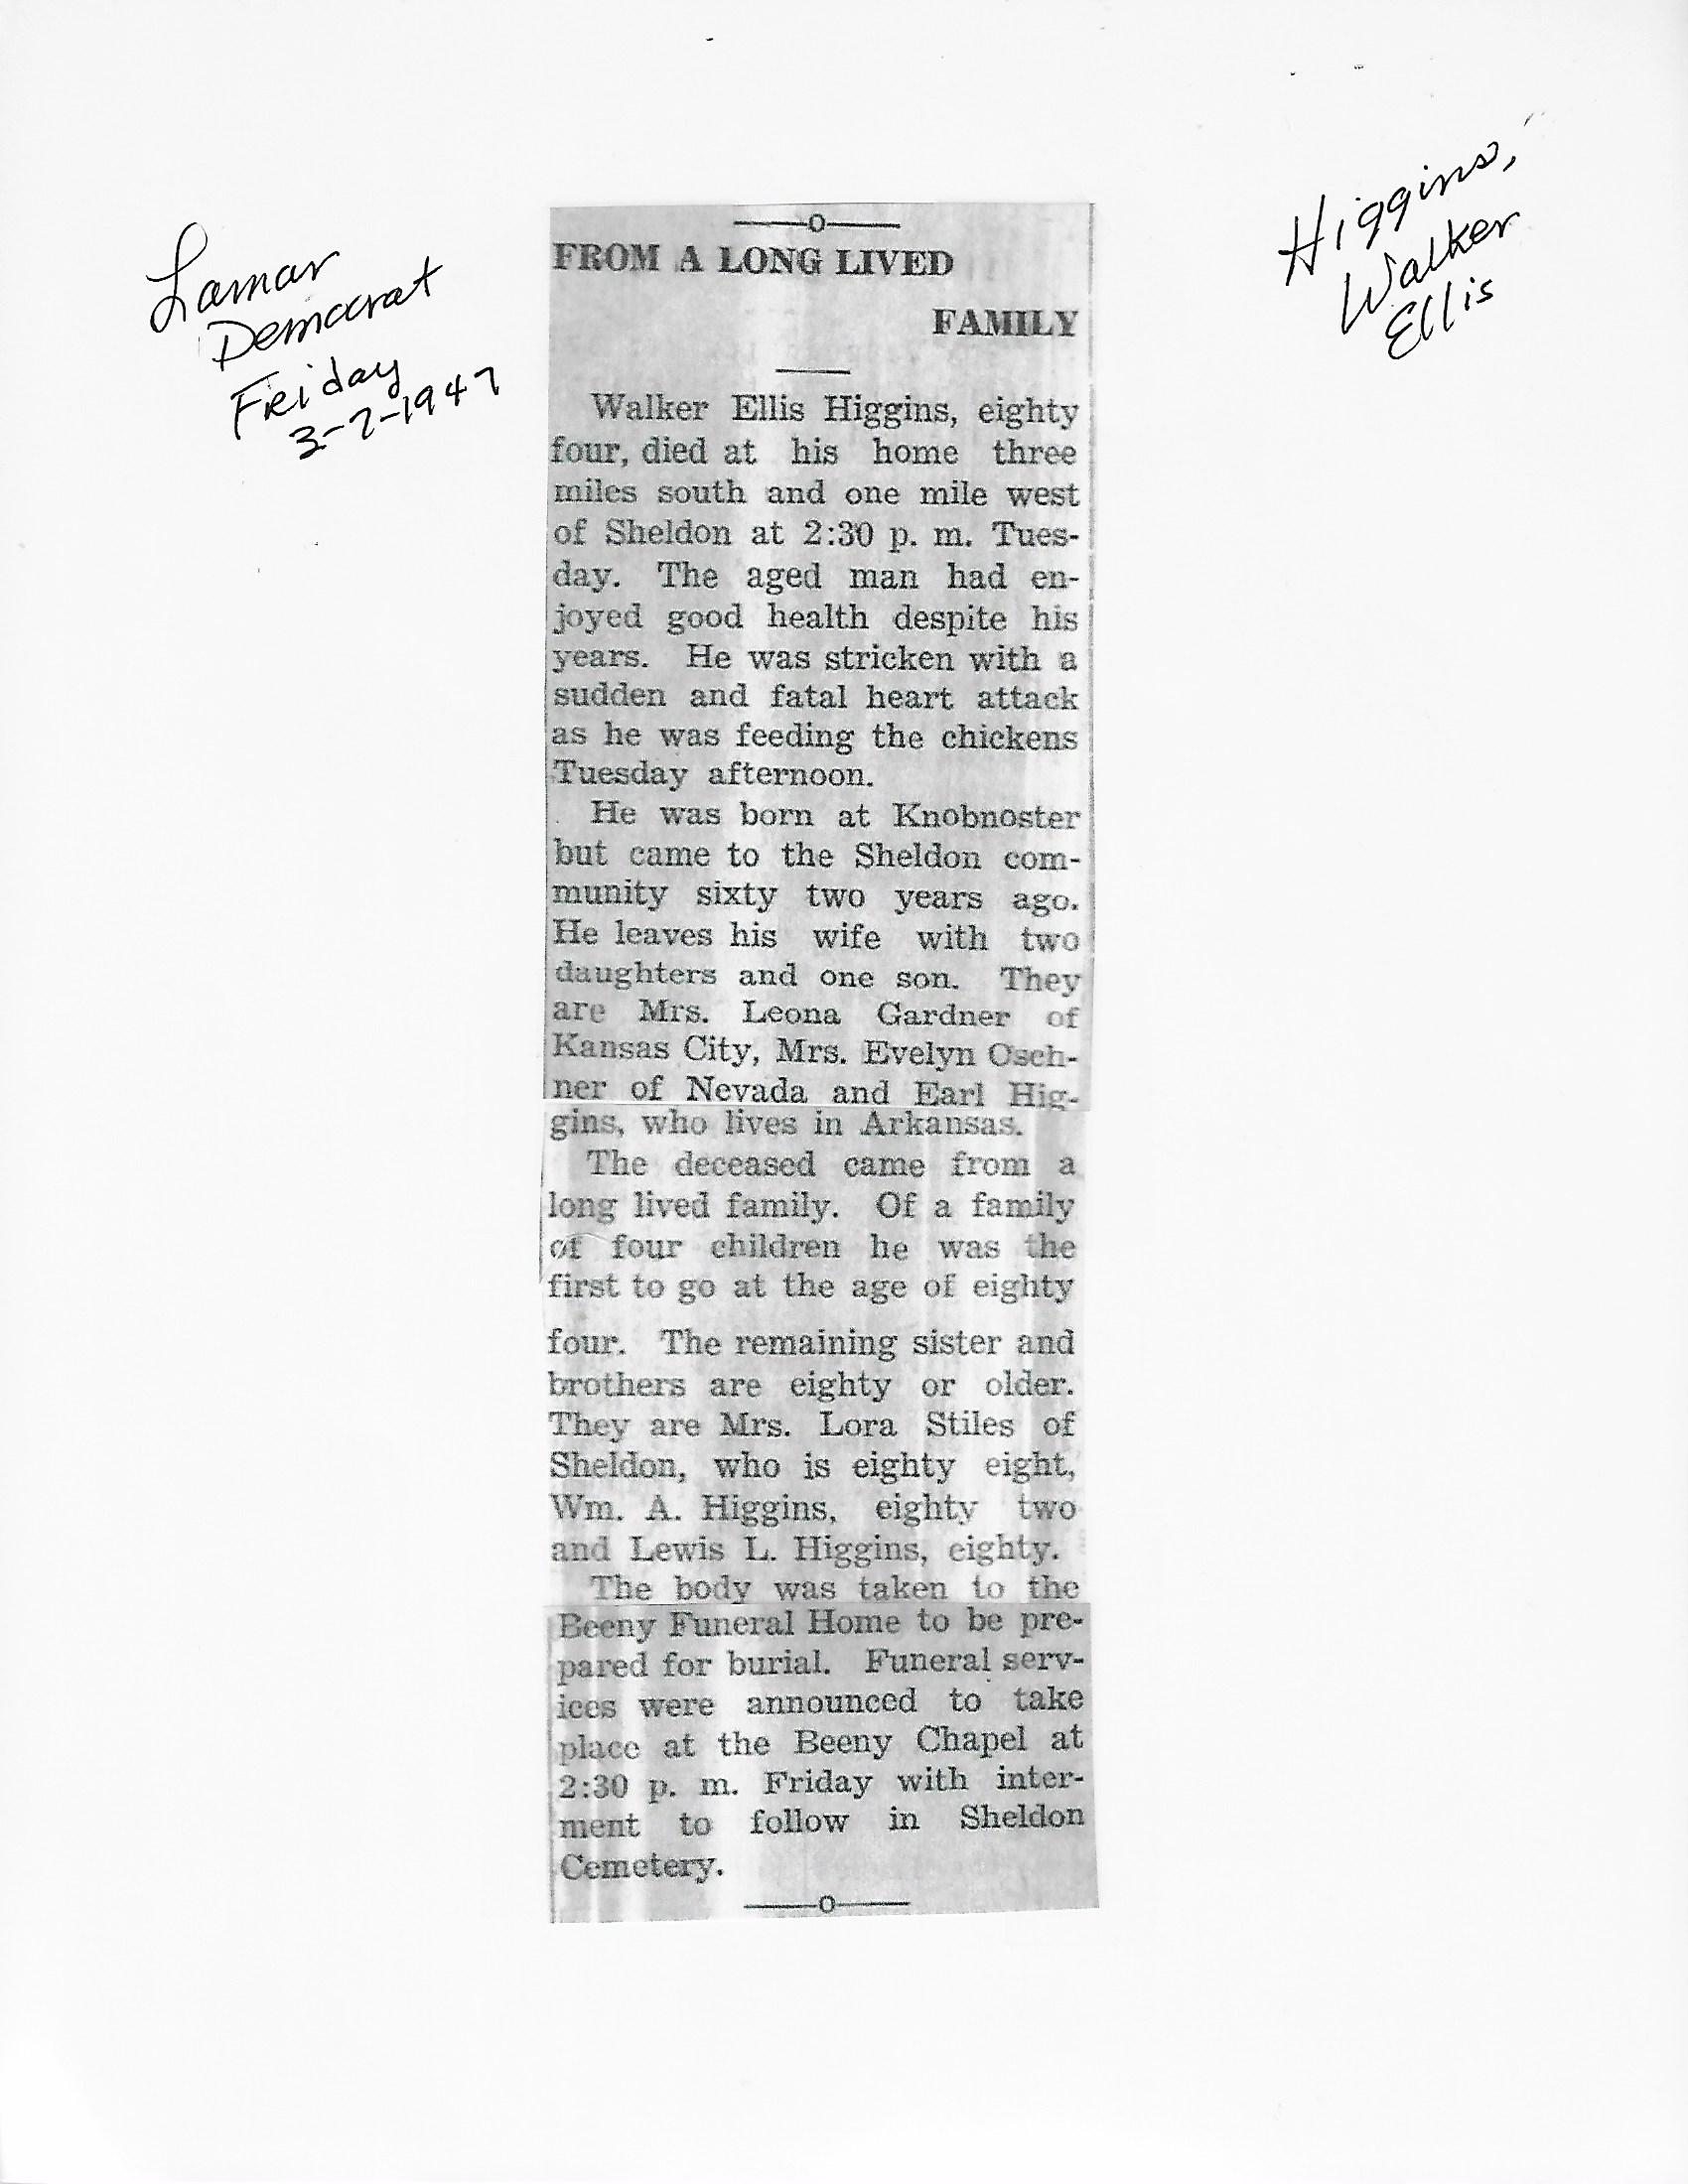 Lamar
Democrat
Friday
3-7-1947
Higgins,
Walker
Ellis
FROM A LONG LIVED
FAMILY
Walker Ellis Higgins, eighty
four, died at his home three
miles south and one mile west
of Sheldon at 2:30 p. m. Tues-
day. The aged man had en-
joyed good health despite his
years. He was stricken with a
sudden and fatal heart attack
as he was feeding the chickens
Tuesday afternoon.
He was born at Knobnoster
but came to the Sheldon com-
munity sixty two years ago.
He leaves his wife with two
daughters and one son. They
are Mrs. Leona Gardner of
Kansas City, Mrs. Evelyn Osch-
ner of Nevada and Earl Hig-
gins, who lives in Arkansas.
The deceased came from a
long lived family. Of a family
of four children he was the
first to go at the age of eighty
four. The remaining sister and
brothers are eighty or older.
They are Mrs. Lora Stiles of
Sheldon, who is eighty eight,
Wm. A. Higgins, eighty two
and Lewis L. Higgins, eighty.
The body was taken to the
Beeny Funeral Home to be pre-
pared for burial. Funeral serv-
ices were announced to take
place at the Beeny Chapel at
2:30 p. m. Friday with inter-
ment to follow in Sheldon
Cemetery.